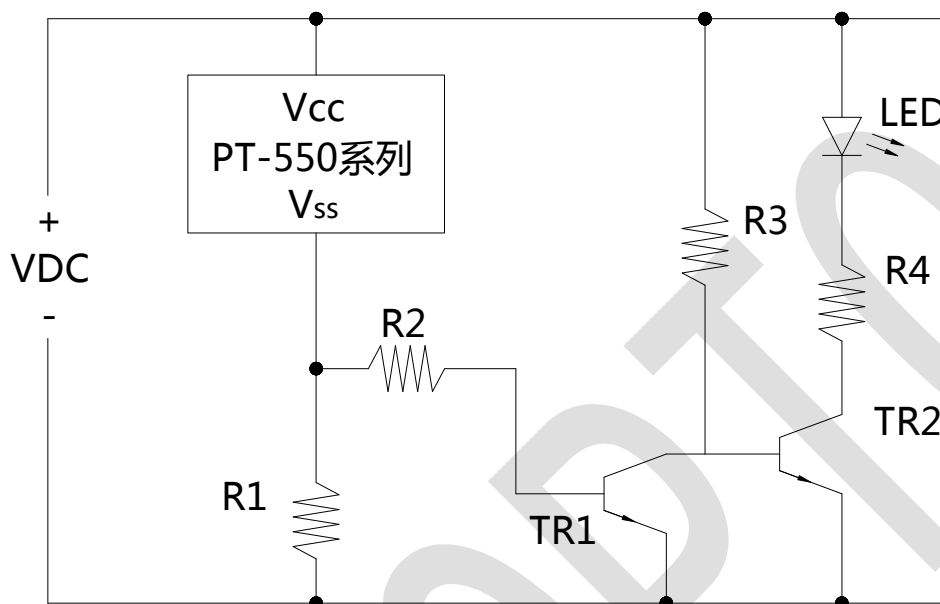 Vcc
PT-550系列
Vss
+
VDC
-
R1
R2
TR1
R3
LED
R4
TR2